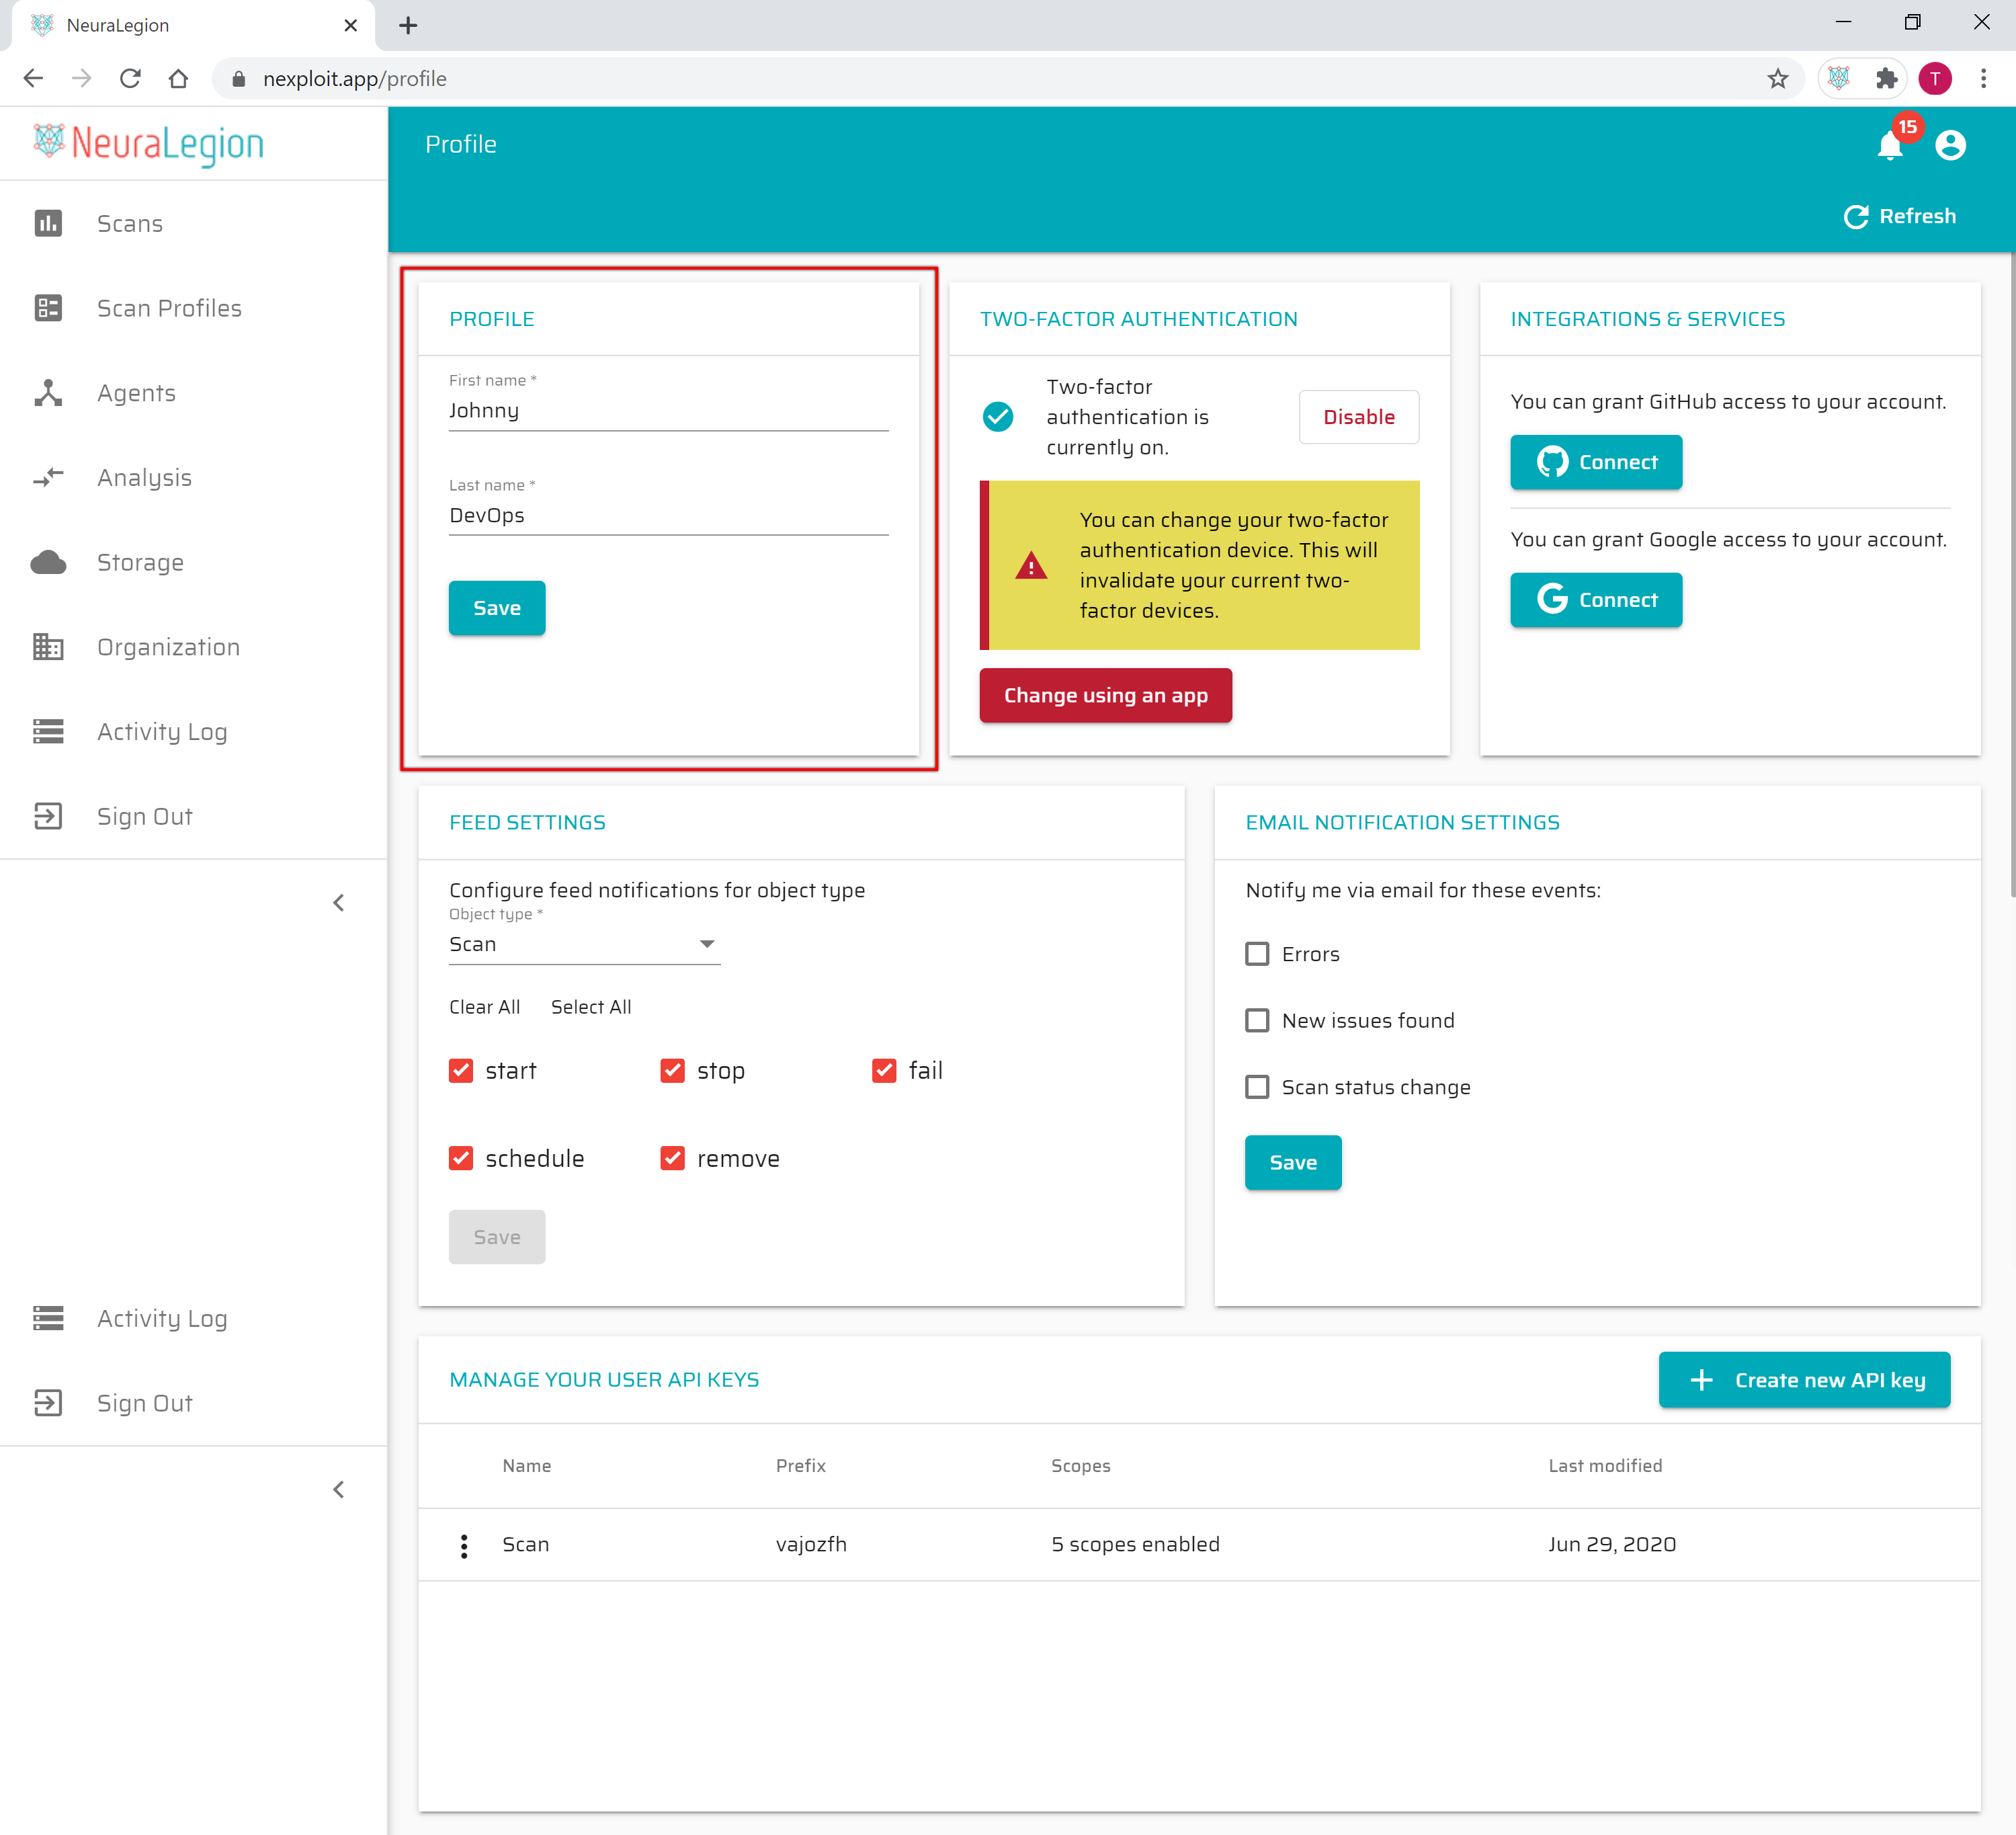 NeuraLegion
nexploit.app/profile
T
NeuraLegion
Profile
15
Refresh
Scans
Scan Profiles
Agents
Analysis
Storage
Organization
Activity Log
Sign Out
Activity Log
Sign Out
PROFILE
First name *
Johnny
Last name *
DevOps
Save
TWO-FACTOR AUTHENTICATION
Two-factor
authentication is
currently on.
Disable
You can change your two-factor
authentication device. This will
invalidate your current two-
factor devices.
Change using an app
INTEGRATIONS & SERVICES
You can grant GitHub access to your account.
Connect
You can grant Google access to your account.
G Connect
FEED SETTINGS
Configure feed notifications for object type
Object type *
Scan
Clear All Select All
start stop fail
schedule remove
Save
EMAIL NOTIFICATION SETTINGS
Notify me via email for these events:
Errors
New issues found
Scan status change
Save
MANAGE YOUR USER API KEYS
Create new API key
Name Prefix Scopes Last modified
Scan vajozfh 5 scopes enabled Jun 29, 2020